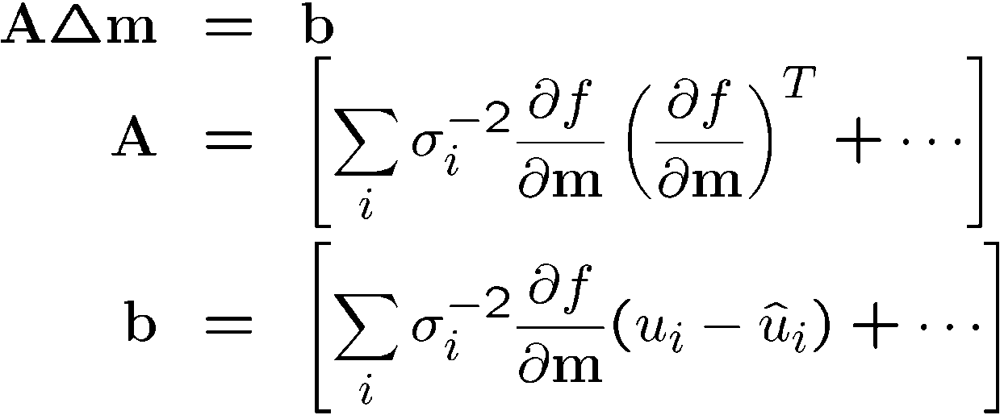 AΔm = b
A = [∑_i σ_i^{-2} ∂f/∂m (∂f/∂m)^T + ⋯]
b = [∑_i σ_i^{-2} ∂f/∂m (u_i − û_i) + ⋯]